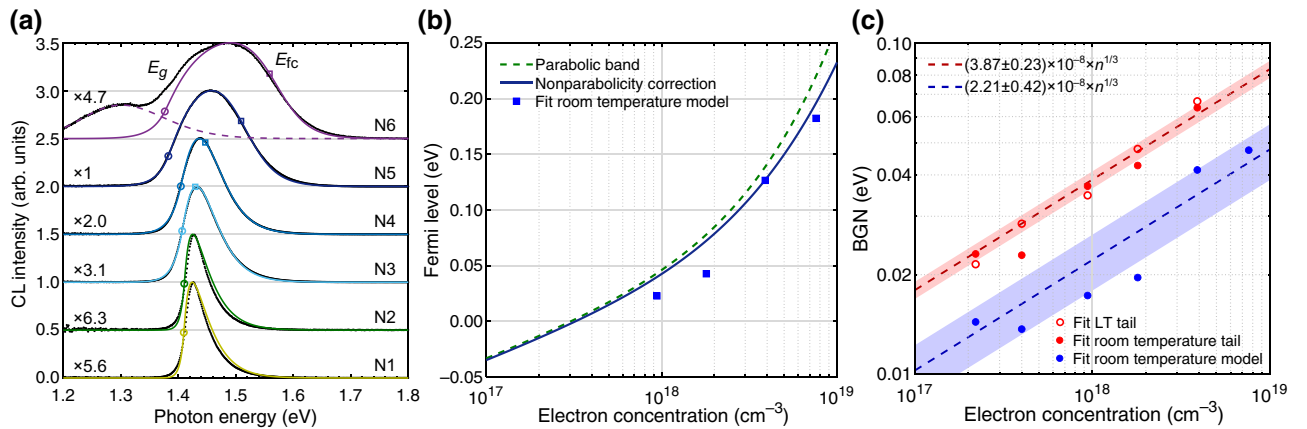 (a)
3.5
3.0
2.5
2.0
1.5
1.0
0.5
0.0
CL intensity (arb. units)
E_g
E_fc
×4.7
N6
×1
N5
×2.0
N4
×3.1
N3
×6.3
N2
×5.6
N1
1.2 1.3 1.4 1.5 1.6 1.7 1.8
Photon energy (eV)
(b)
0.25
0.20
0.15
0.10
0.05
0.00
−0.05
Fermi level (eV)
Parabolic band
Nonparabolicity correction
Fit room temperature model
10^17 10^18 10^19
Electron concentration (cm^−3)
(c)
0.10
0.08
0.06
0.04
0.02
0.01
BGN (eV)
(3.87±0.23)×10^−8×n^1/3
(2.21±0.42)×10^−8×n^1/3
Fit LT tail
Fit room temperature tail
Fit room temperature model
10^17 10^18 10^19
Electron concentration (cm^−3)